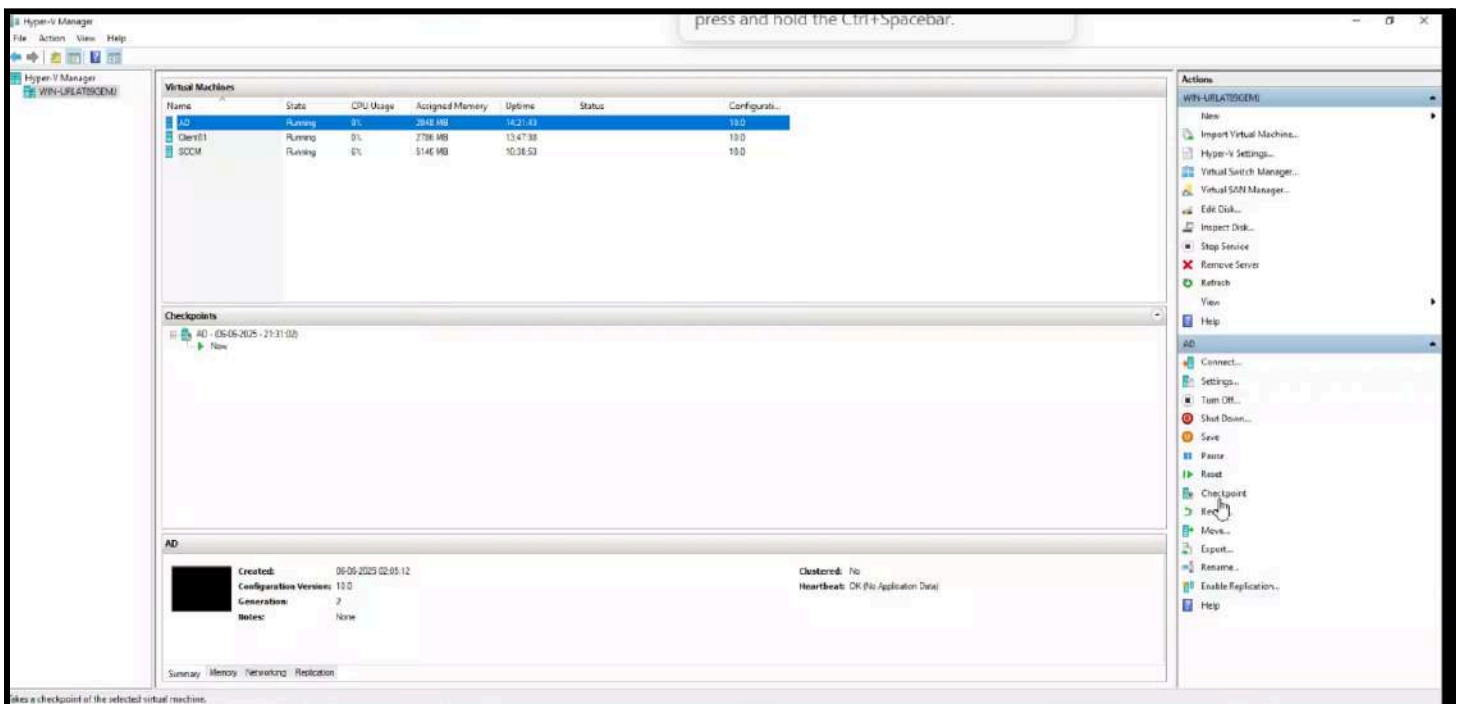 Hyper-V Manager
press and hold the Ctrl+Spacebar.
File Action View Help
Hyper-V Manager
Virtual Machines
Name State CPU Usage Assigned Memory Uptime Status Configurati...
AD Running 0% 2848 MB 14:21:43 10.0
Client01 Running 0% 2786 MB 13:47:38 10.0
SCCM Running 6% 5146 MB 10:38:53 10.0
Checkpoints
AD - (06-06-2025 - 21:31:02)
Now
AD
Created: 06-06-2025 02:05:12 Clustered: No
Configuration Version: 10.0 Heartbeat: OK (No Application Data)
Generation: 2
Notes: None
Summary Memory Networking Replication
Actions
New
Import Virtual Machine...
Hyper-V Settings...
Virtual Switch Manager...
Virtual SAN Manager...
Edit Disk...
Inspect Disk...
Stop Service
Remove Server
Refresh
View
Help
AD
Connect...
Settings...
Turn Off...
Shut Down...
Save
Pause
Reset
Checkpoint
Move...
Export...
Rename...
Enable Replication...
Help
a checkpoint of the selected virtual machine.